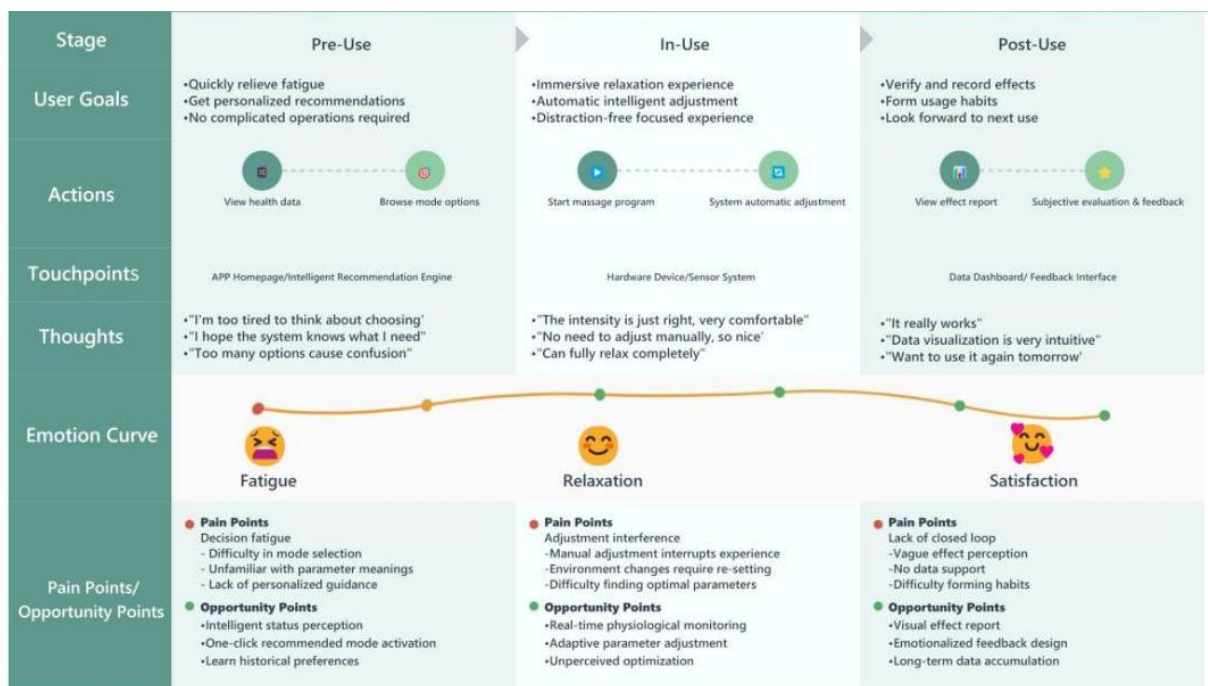 Stage
Pre-Use
In-Use
Post-Use
User Goals
•Quickly relieve fatigue
•Get personalized recommendations
•No complicated operations required
•Immersive relaxation experience
•Automatic intelligent adjustment
•Distraction-free focused experience
•Verify and record effects
•Form usage habits
•Look forward to next use
Actions
View health data
Browse mode options
Start massage program
System automatic adjustment
View effect report
Subjective evaluation & feedback
Touchpoints
APP Homepage/Intelligent Recommendation Engine
Hardware Device/Sensor System
Data Dashboard/ Feedback Interface
Thoughts
•"I'm too tired to think about choosing'
•"I hope the system knows what I need"
•"Too many options cause confusion"
•"The intensity is just right, very comfortable"
•"No need to adjust manually, so nice'
•"Can fully relax completely"
•"It really works"
•"Data visualization is very intuitive"
•"Want to use it again tomorrow'
Emotion Curve
Fatigue
Relaxation
Satisfaction
Pain Points/
Opportunity Points
Pain Points
Decision fatigue
- Difficulty in mode selection
- Unfamiliar with parameter meanings
- Lack of personalized guidance
Opportunity Points
•Intelligent status perception
•One-click recommended mode activation
•Learn historical preferences
Pain Points
Adjustment interference
-Manual adjustment interrupts experience
-Environment changes require re-setting
-Difficulty finding optimal parameters
Opportunity Points
•Real-time physiological monitoring
•Adaptive parameter adjustment
•Unperceived optimization
Pain Points
Lack of closed loop
-Vague effect perception
-No data support
-Difficulty forming habits
Opportunity Points
•Visual effect report
•Emotionalized feedback design
•Long-term data accumulation